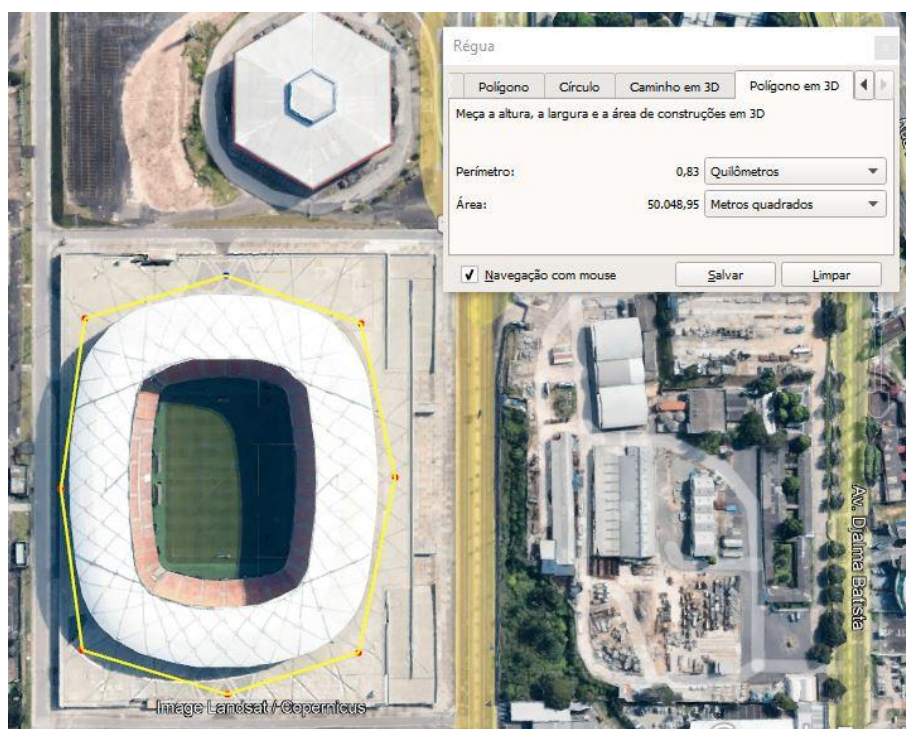 Régua
Polígono Círculo Caminho em 3D Polígono em 3D
Meça a altura, a largura e a área de construções em 3D
Perímetro: 0,83 Quilômetros
Área: 50.048,95 Metros quadrados
Navegação com mouse Salvar Limpar
Av. Djalma Batista
Image Landsat / Copernicus